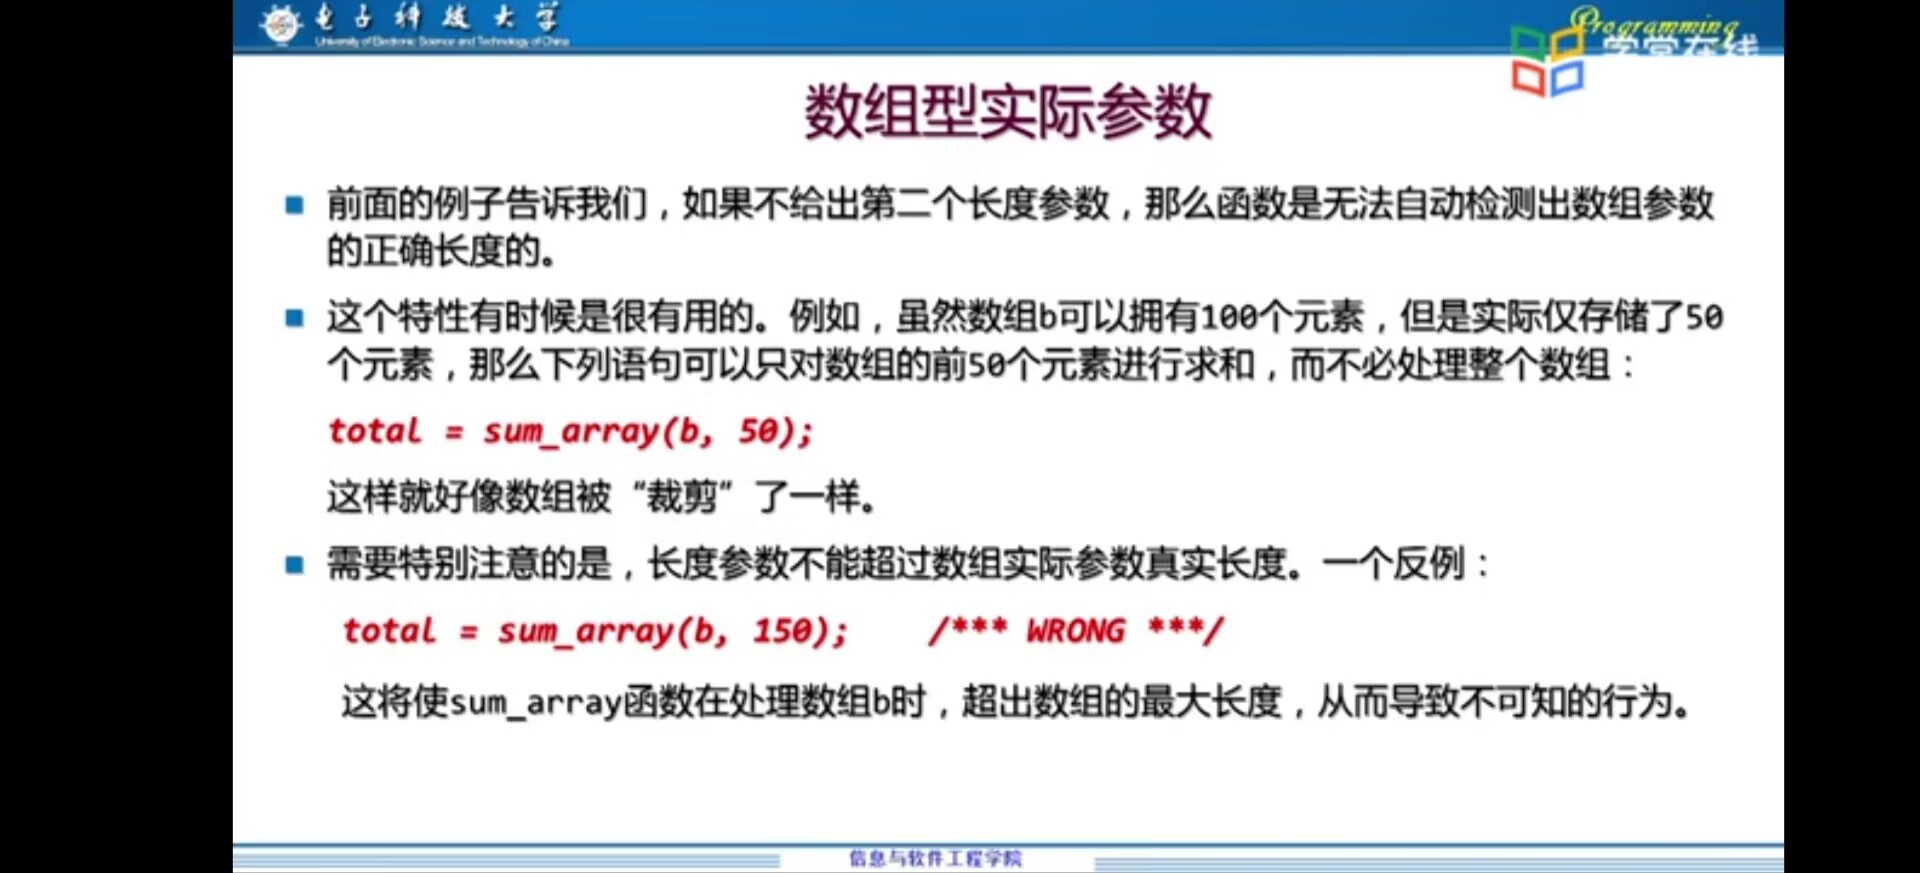 电子科技大学
University of Electronic Science and Technology of China
Programming
学堂在线
数组型实际参数
前面的例子告诉我们，如果不给出第二个长度参数，那么函数是无法自动检测出数组参数
的正确长度的。
这个特性有时候是很有用的。例如，虽然数组b可以拥有100个元素，但是实际仅存储了50
个元素，那么下列语句可以只对数组的前50个元素进行求和，而不必处理整个数组：
total = sum_array(b, 50);
这样就好像数组被“裁剪”了一样。
需要特别注意的是，长度参数不能超过数组实际参数真实长度。一个反例：
total = sum_array(b, 150); /*** WRONG ***/
这将使sum_array函数在处理数组b时，超出数组的最大长度，从而导致不可知的行为。
信息与软件工程学院